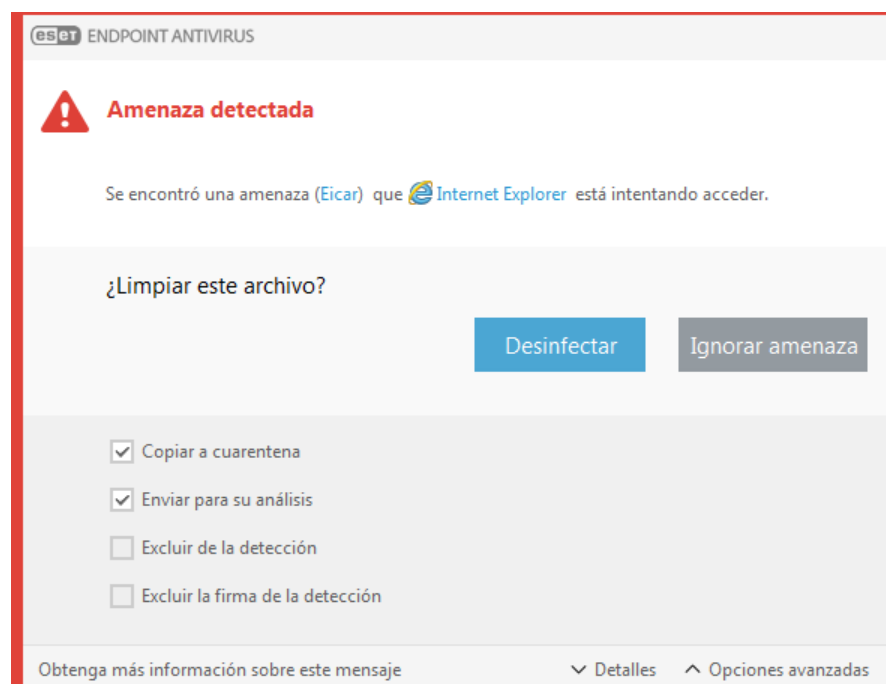 eset ENDPOINT ANTIVIRUS
Amenaza detectada
Se encontró una amenaza (Eicar) que Internet Explorer está intentando acceder.
¿Limpiar este archivo?
Desinfectar Ignorar amenaza
Copiar a cuarentena
Enviar para su análisis
Excluir de la detección
Excluir la firma de la detección
Obtenga más información sobre este mensaje Detalles Opciones avanzadas